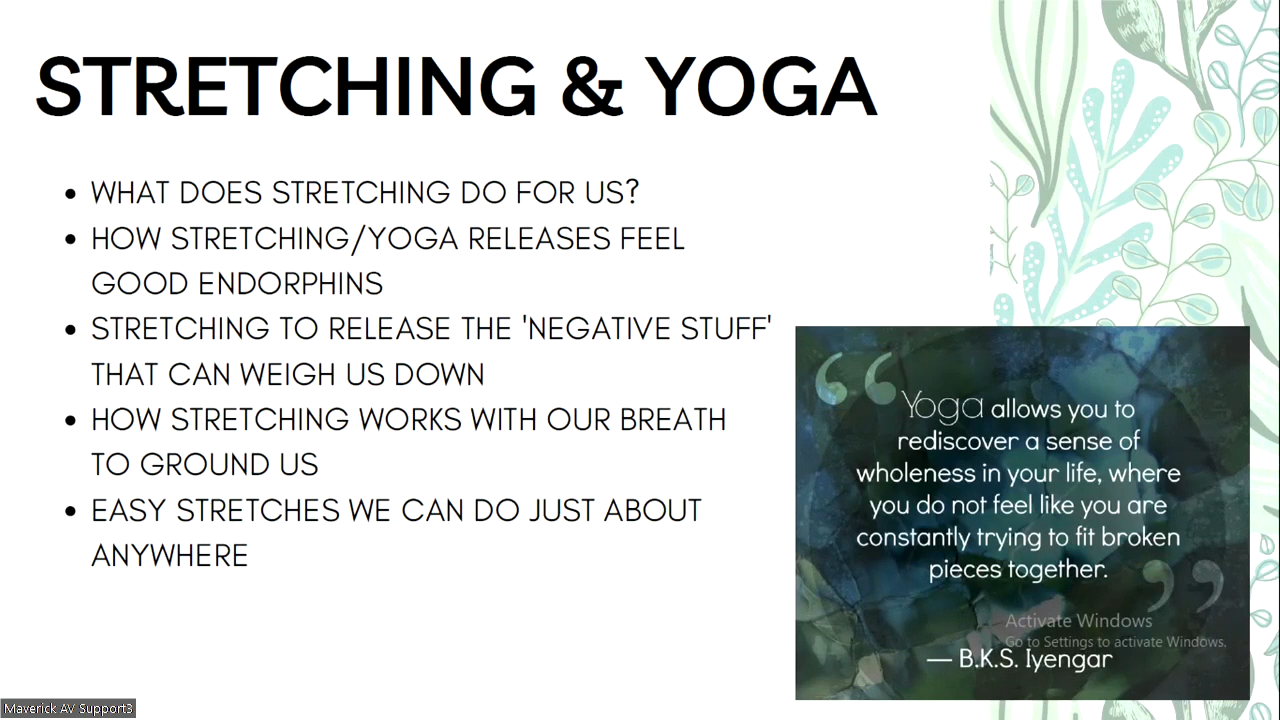 STRETCHING & YOGA
• WHAT DOES STRETCHING DO FOR US?
• HOW STRETCHING/YOGA RELEASES FEEL
GOOD ENDORPHINS
• STRETCHING TO RELEASE THE 'NEGATIVE STUFF'
THAT CAN WEIGH US DOWN
• HOW STRETCHING WORKS WITH OUR BREATH
TO GROUND US
• EASY STRETCHES WE CAN DO JUST ABOUT
ANYWHERE
“Yoga allows you to
rediscover a sense of
wholeness in your life, where
you do not feel like you are
constantly trying to fit broken
pieces together.”
Activate Windows
Go to Settings to activate Windows.
— B.K.S. Iyengar
Maverick AV Support3